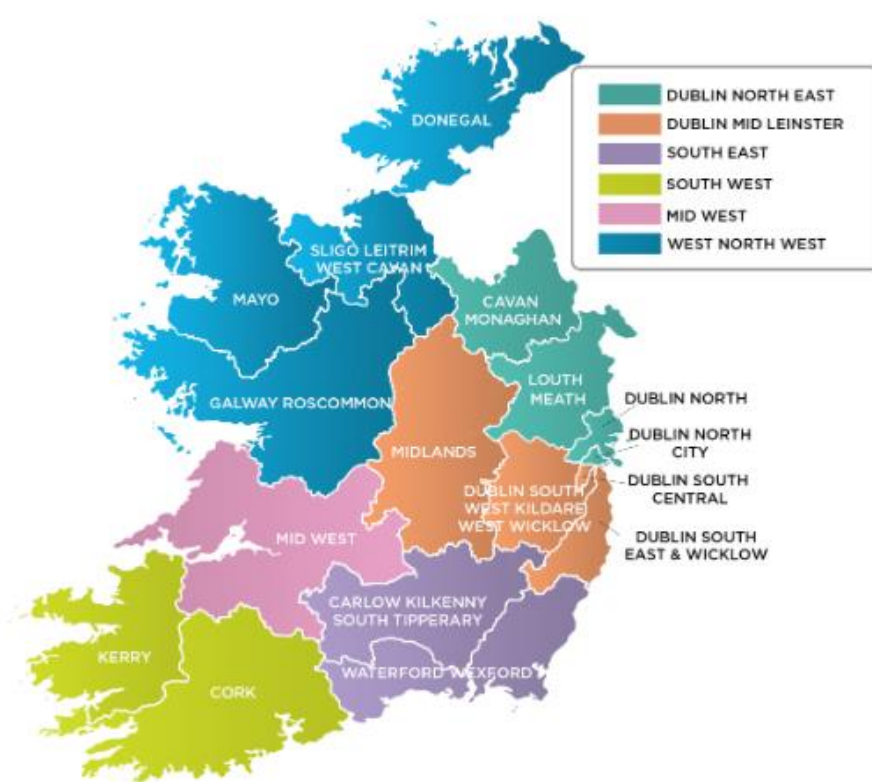 DONEGAL
DUBLIN NORTH EAST
DUBLIN MID LEINSTER
SOUTH EAST
SOUTH WEST
MID WEST
WEST NORTH WEST
SLIGO LEITRIM
WEST CAVAN
MAYO
CAVAN
MONAGHAN
GALWAY ROSCOMMON
LOUTH
MEATH
DUBLIN NORTH
DUBLIN NORTH
CITY
MIDLANDS
DUBLIN SOUTH
CENTRAL
DUBLIN SOUTH
WEST KILDARE
WEST WICKLOW
DUBLIN SOUTH
EAST & WICKLOW
MID WEST
CARLOW KILKENNY
SOUTH TIPPERARY
KERRY
CORK
WATERFORD WEXFORD